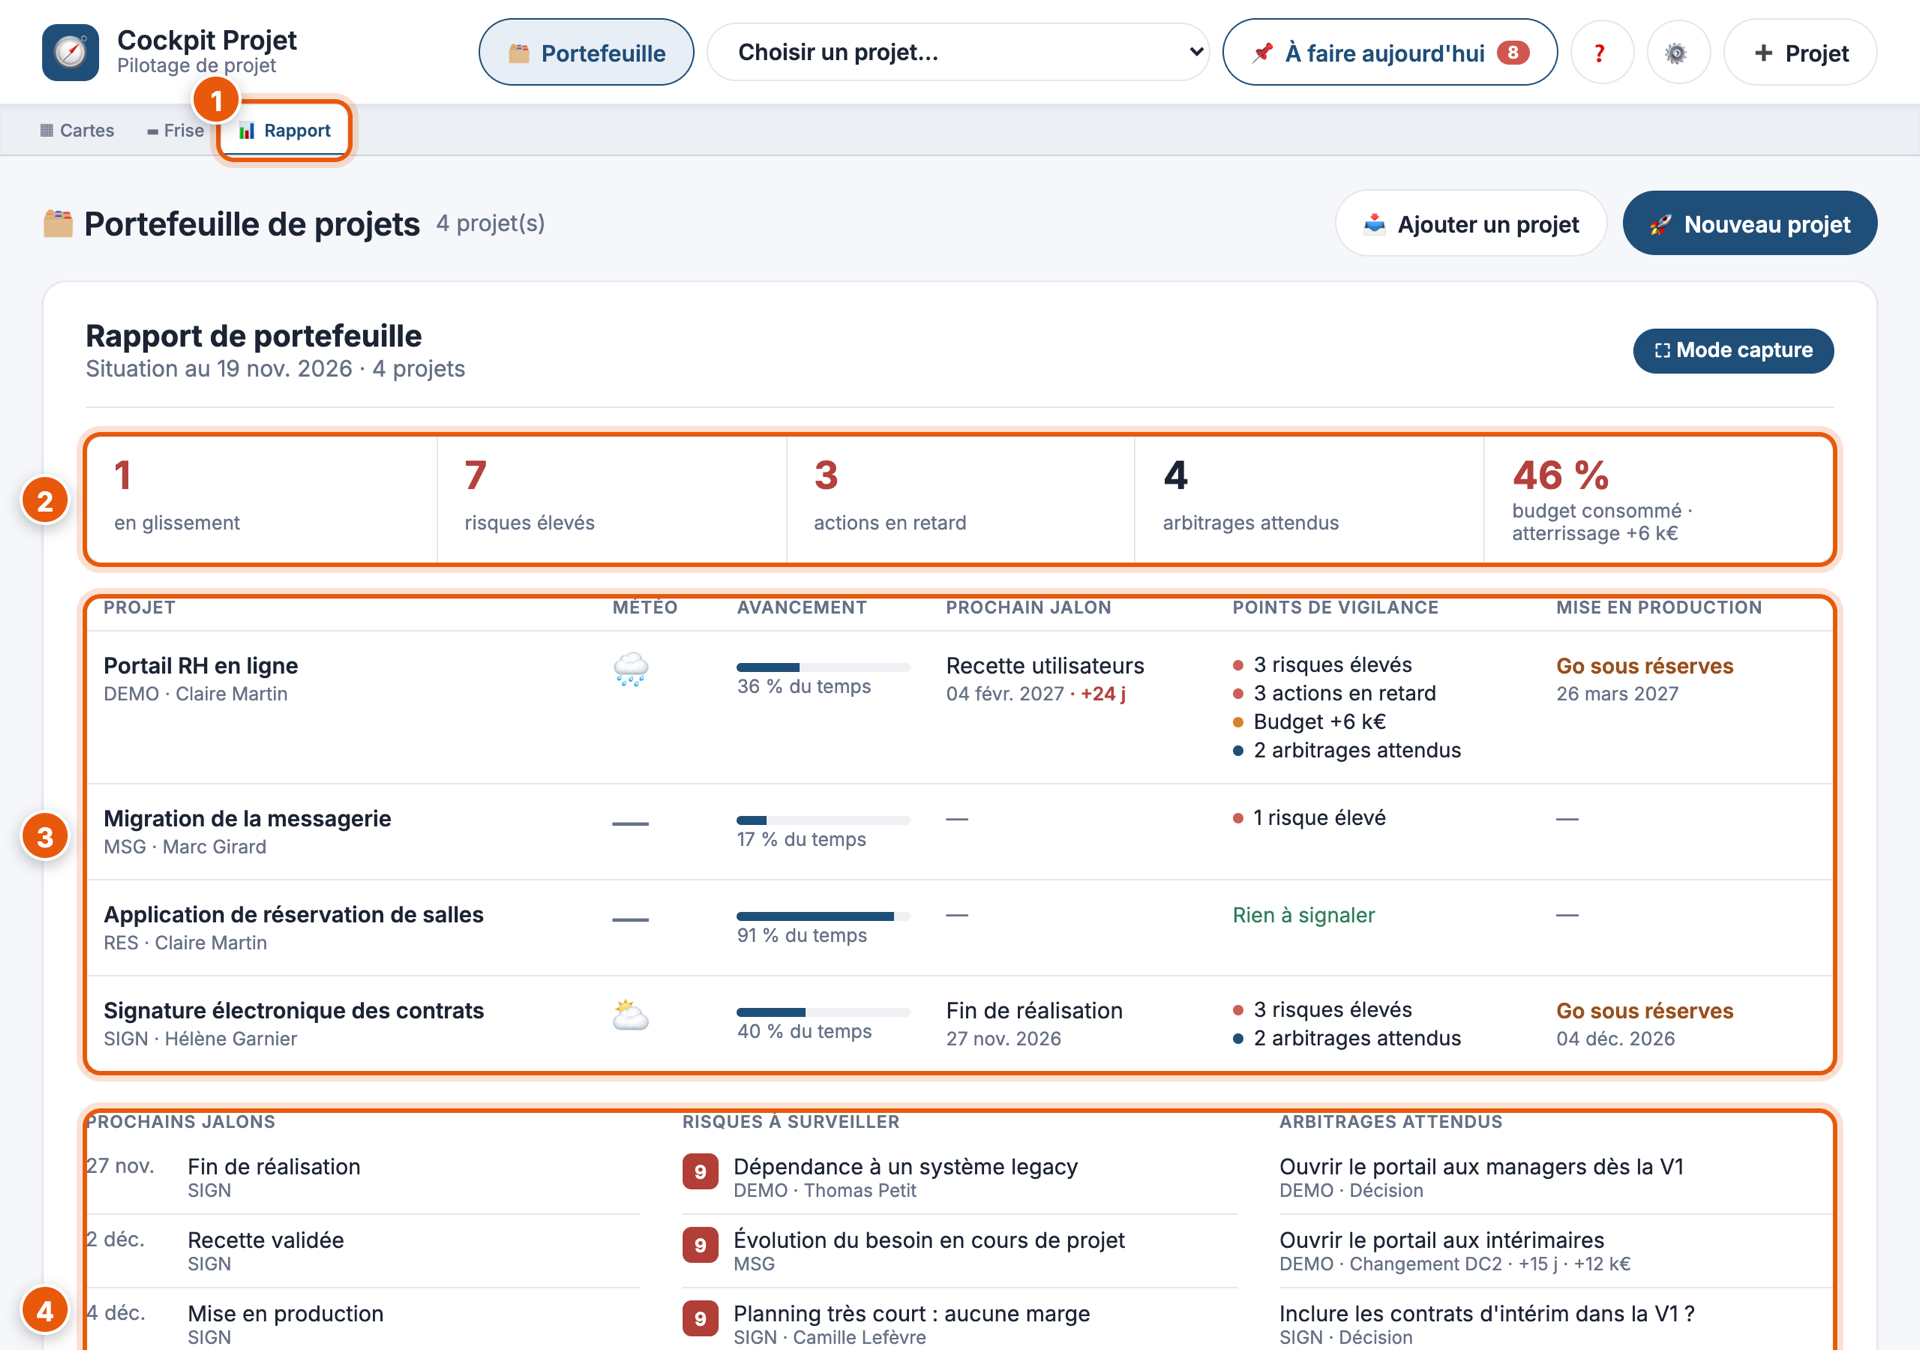 Cockpit Projet
Pilotage de projet
Portefeuille
Choisir un projet...
À faire aujourd'hui 8
?
+ Projet
1
Cartes
Frise
Rapport
Portefeuille de projets 4 projet(s)
Ajouter un projet
Nouveau projet
Rapport de portefeuille
Situation au 19 nov. 2026 · 4 projets
Mode capture
2
1
en glissement
7
risques élevés
3
actions en retard
4
arbitrages attendus
46 %
budget consommé ·
atterrissage +6 k€
3
PROJET MÉTÉO AVANCEMENT PROCHAIN JALON POINTS DE VIGILANCE MISE EN PRODUCTION
Portail RH en ligne
DEMO · Claire Martin
36 % du temps
Recette utilisateurs
04 févr. 2027 · +24 j
3 risques élevés
3 actions en retard
Budget +6 k€
2 arbitrages attendus
Go sous réserves
26 mars 2027
Migration de la messagerie
MSG · Marc Girard
—
17 % du temps
—
1 risque élevé
—
Application de réservation de salles
RES · Claire Martin
—
91 % du temps
—
Rien à signaler
—
Signature électronique des contrats
SIGN · Hélène Garnier
40 % du temps
Fin de réalisation
27 nov. 2026
3 risques élevés
2 arbitrages attendus
Go sous réserves
04 déc. 2026
4
PROCHAINS JALONS
27 nov. Fin de réalisation
SIGN
2 déc. Recette validée
SIGN
4 déc. Mise en production
SIGN
RISQUES À SURVEILLER
9 Dépendance à un système legacy
DEMO · Thomas Petit
9 Évolution du besoin en cours de projet
MSG
9 Planning très court : aucune marge
SIGN · Camille Lefèvre
ARBITRAGES ATTENDUS
Ouvrir le portail aux managers dès la V1
DEMO · Décision
Ouvrir le portail aux intérimaires
DEMO · Changement DC2 · +15 j · +12 k€
Inclure les contrats d'intérim dans la V1 ?
SIGN · Décision